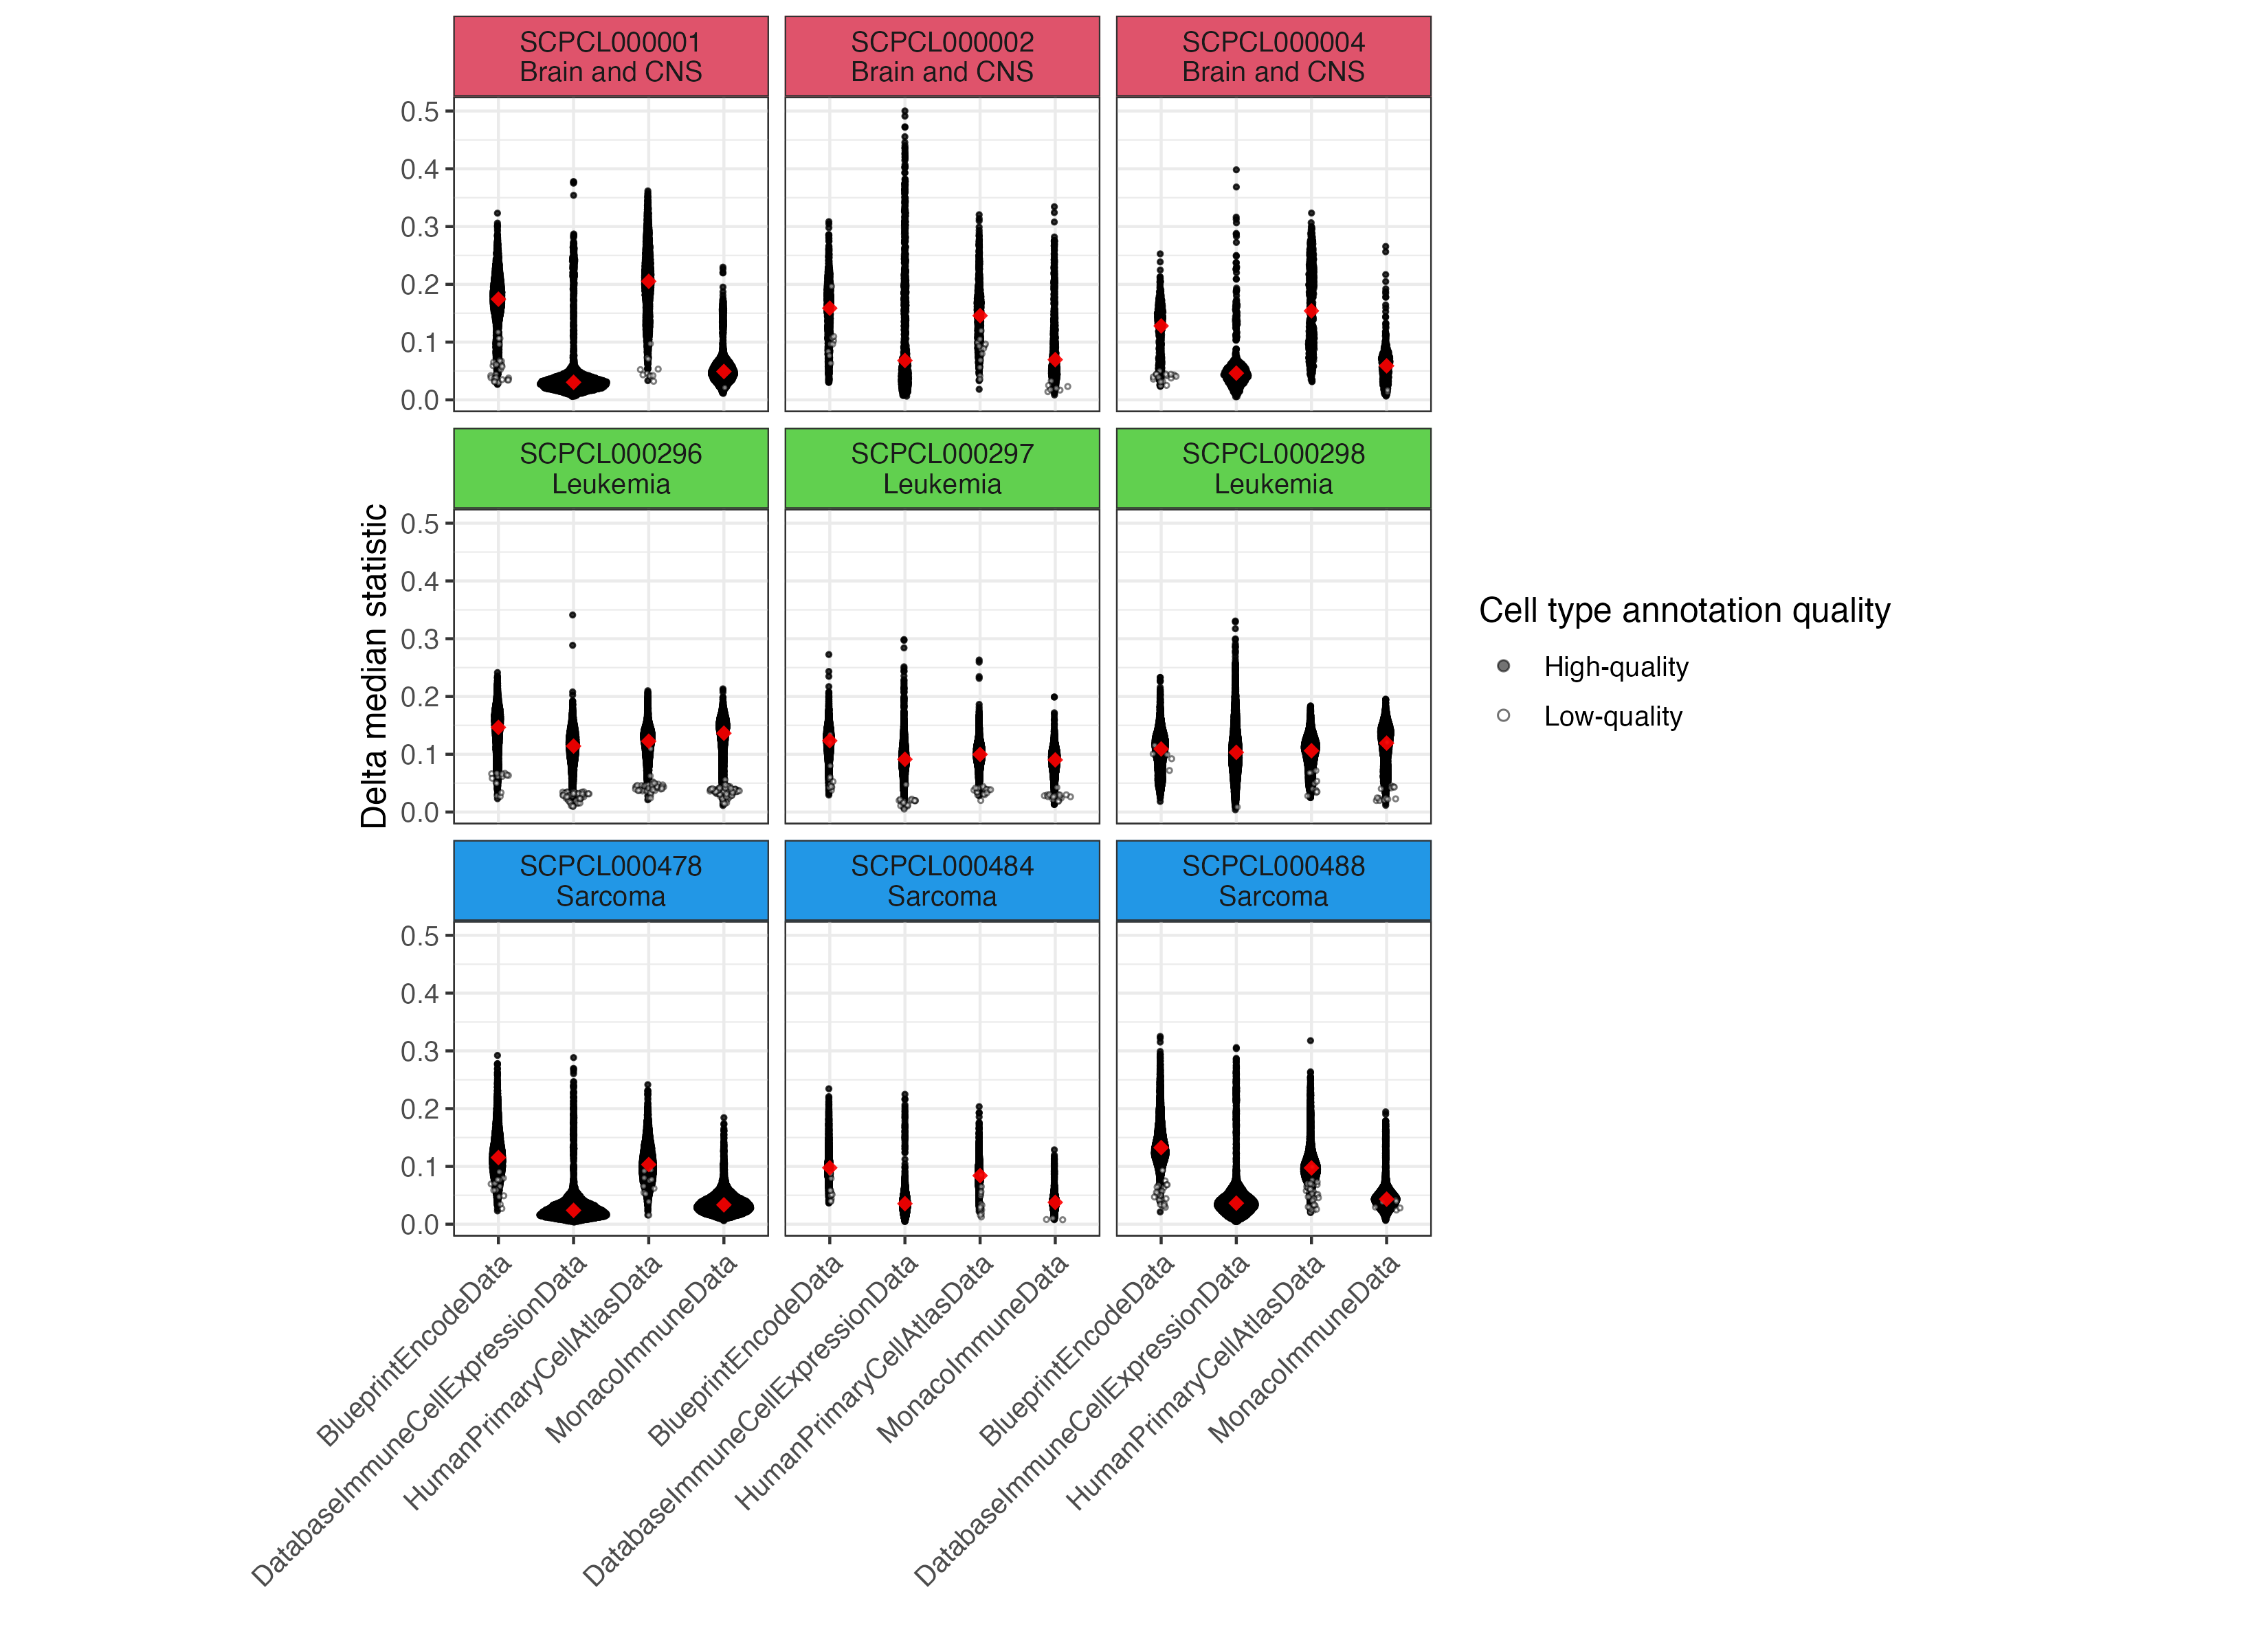 SCPCL000001
Brain and CNS
SCPCL000002
Brain and CNS
SCPCL000004
Brain and CNS
0.5
0.4
0.3
0.2
0.1
0.0
SCPCL000296
Leukemia
SCPCL000297
Leukemia
SCPCL000298
Leukemia
0.5
0.4
0.3
0.2
0.1
0.0
Delta median statistic
SCPCL000478
Sarcoma
SCPCL000484
Sarcoma
SCPCL000488
Sarcoma
0.5
0.4
0.3
0.2
0.1
0.0
BlueprintEncodeData
DatabaseImmuneCellExpressionData
HumanPrimaryCellAtlasData
MonacoImmuneData
BlueprintEncodeData
DatabaseImmuneCellExpressionData
HumanPrimaryCellAtlasData
MonacoImmuneData
BlueprintEncodeData
DatabaseImmuneCellExpressionData
HumanPrimaryCellAtlasData
MonacoImmuneData
Cell type annotation quality
High-quality
Low-quality